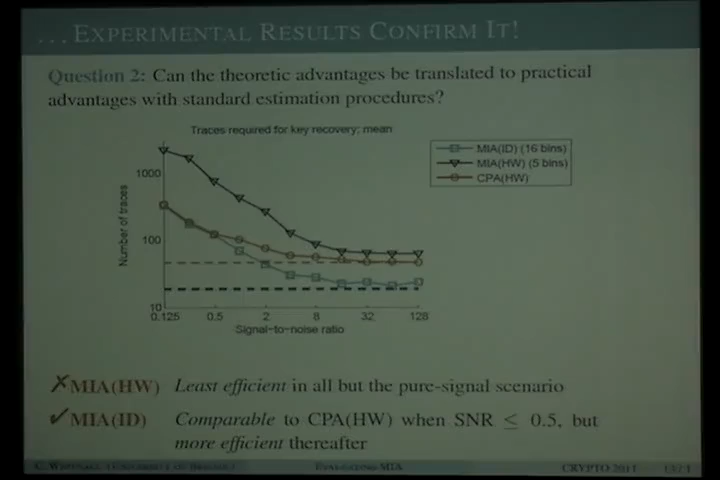 ...EXPERIMENTAL RESULTS CONFIRM IT!
Question 2: Can the theoretic advantages be translated to practical
advantages with standard estimation procedures?
Traces required for key recovery; mean
MIA(ID) (16 bins)
MIA(HW) (5 bins)
CPA(HW)
Number of traces
1000
100
10
0.125 0.5 2 8 32 128
Signal-to-noise ratio
✗ MIA(HW) Least efficient in all but the pure-signal scenario
✓ MIA(ID) Comparable to CPA(HW) when SNR ≤ 0.5, but
more efficient thereafter
EVALUATING MIA
CRYPTO 2011